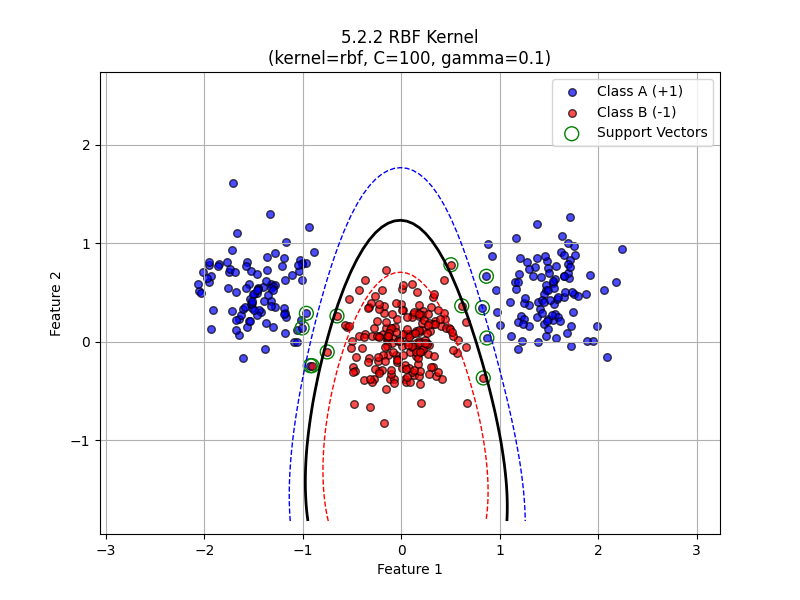 5.2.2 RBF Kernel
(kernel=rbf, C=100, gamma=0.1)
Class A (+1)
Class B (-1)
Support Vectors
Feature 2
2
1
0
−1
−3
−2
−1
0
1
2
3
Feature 1